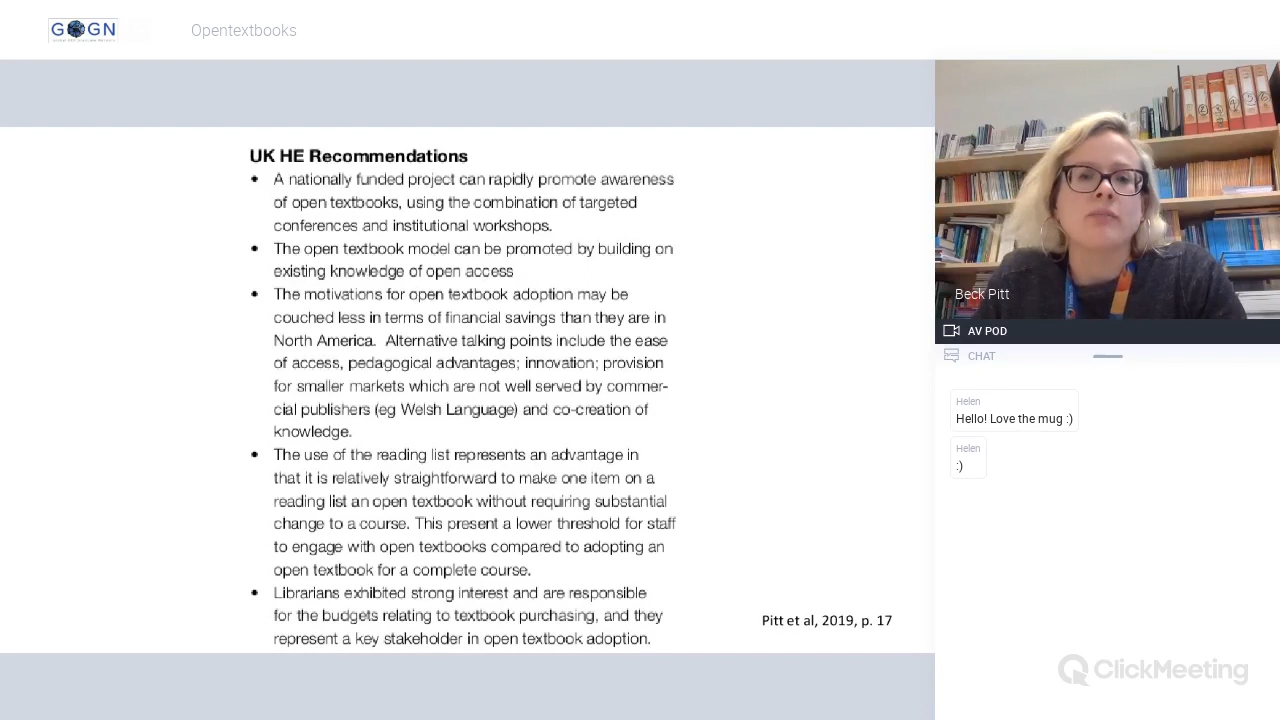 GOGN
Opentextbooks
UK HE Recommendations
• A nationally funded project can rapidly promote awareness
of open textbooks, using the combination of targeted
conferences and institutional workshops.
• The open textbook model can be promoted by building on
existing knowledge of open access
• The motivations for open textbook adoption may be
couched less in terms of financial savings than they are in
North America. Alternative talking points include the ease
of access, pedagogical advantages; innovation; provision
for smaller markets which are not well served by commer-
cial publishers (eg Welsh Language) and co-creation of
knowledge.
• The use of the reading list represents an advantage in
that it is relatively straightforward to make one item on a
reading list an open textbook without requiring substantial
change to a course. This present a lower threshold for staff
to engage with open textbooks compared to adopting an
open textbook for a complete course.
• Librarians exhibited strong interest and are responsible
for the budgets relating to textbook purchasing, and they
represent a key stakeholder in open textbook adoption.
Pitt et al, 2019, p. 17
Beck Pitt
AV POD
CHAT
Helen
Hello! Love the mug :)
Helen
:)
ClickMeeting